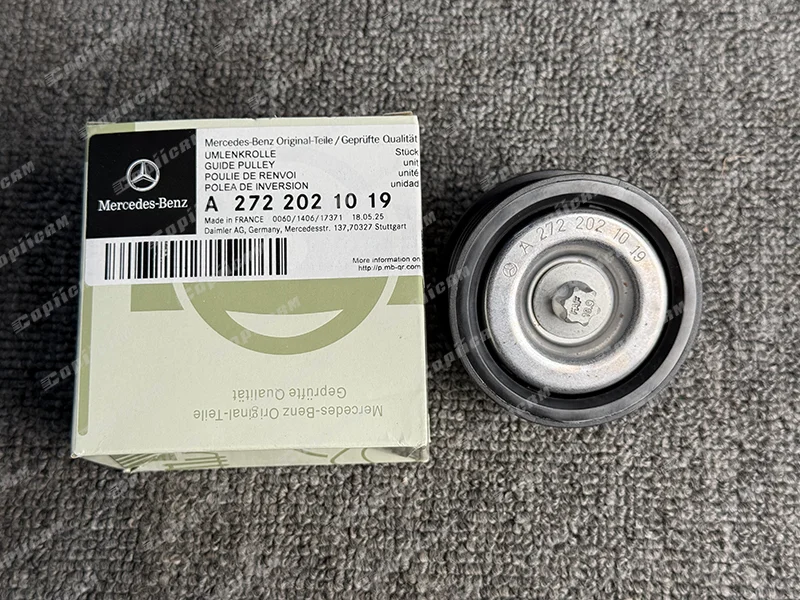 Mercedes-Benz
Mercedes-Benz Original-Teile/Geprüfte Qualität
UMLENKROLLE Stück
GUIDE PULLEY unit
POULIE DE RENVOI unité
POLEA DE INVERSION unidad
A 272 202 10 19
Made in FRANCE 0060/1406/17371 18.05.25
Daimler AG, Germany, Mercedesstr. 137,70327 Stuttgart
More information on
http://p.mb-qr.com
Mercedes-Benz Original-Teile
Geprüfte Qualität
A 272 202 10 19
Copiicam